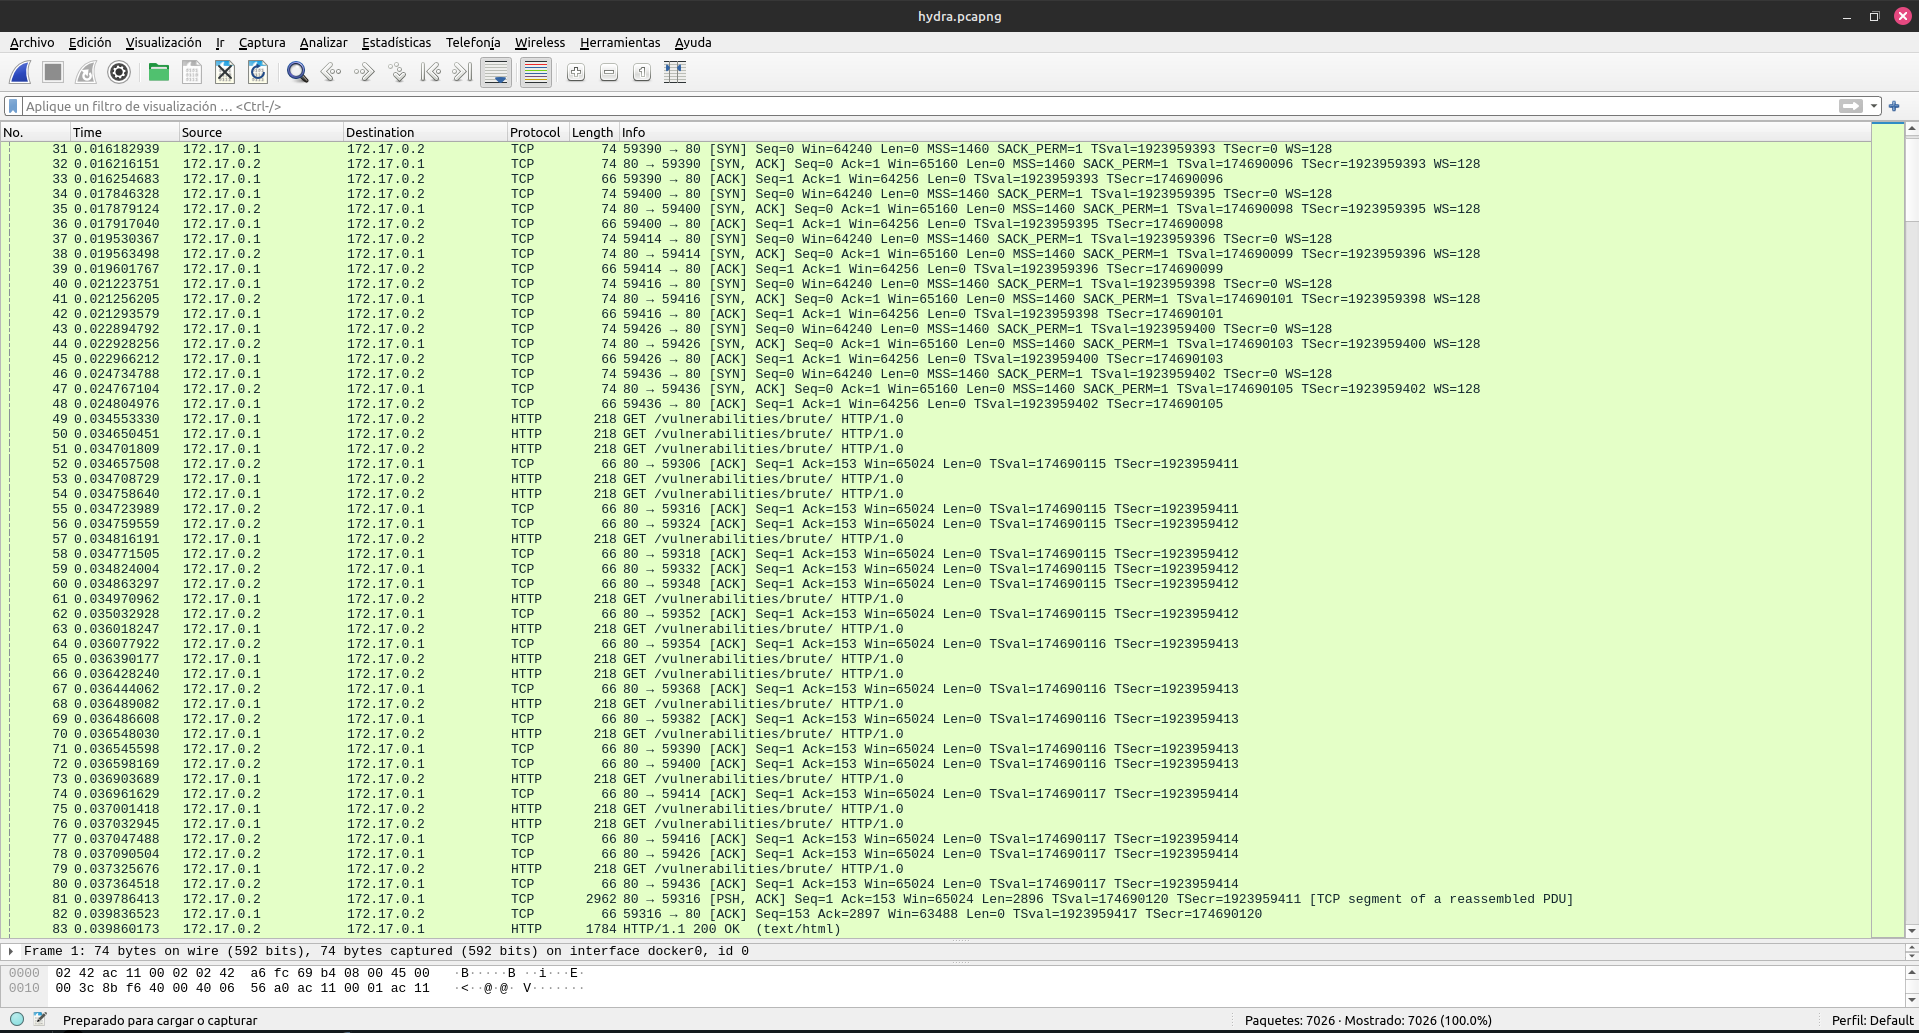 hydra.pcapng
Archivo Edición Visualización Ir Captura Analizar Estadísticas Telefonía Wireless Herramientas Ayuda
Aplique un filtro de visualización … <Ctrl-/>
No. Time Source Destination Protocol Length Info
31 0.016182939 172.17.0.1 172.17.0.2 TCP 74 59390 → 80 [SYN] Seq=0 Win=64240 Len=0 MSS=1460 SACK_PERM=1 TSval=1923959393 TSecr=0 WS=128
32 0.016216151 172.17.0.2 172.17.0.1 TCP 74 80 → 59390 [SYN, ACK] Seq=0 Ack=1 Win=65160 Len=0 MSS=1460 SACK_PERM=1 TSval=174690096 TSecr=1923959393 WS=128
33 0.016254683 172.17.0.1 172.17.0.2 TCP 66 59390 → 80 [ACK] Seq=1 Ack=1 Win=64256 Len=0 TSval=1923959393 TSecr=174690096
34 0.017846328 172.17.0.1 172.17.0.2 TCP 74 59400 → 80 [SYN] Seq=0 Win=64240 Len=0 MSS=1460 SACK_PERM=1 TSval=1923959395 TSecr=0 WS=128
35 0.017879124 172.17.0.2 172.17.0.1 TCP 74 80 → 59400 [SYN, ACK] Seq=0 Ack=1 Win=65160 Len=0 MSS=1460 SACK_PERM=1 TSval=174690098 TSecr=1923959395 WS=128
36 0.017917040 172.17.0.1 172.17.0.2 TCP 66 59400 → 80 [ACK] Seq=1 Ack=1 Win=64256 Len=0 TSval=1923959395 TSecr=174690098
37 0.019530367 172.17.0.1 172.17.0.2 TCP 74 59414 → 80 [SYN] Seq=0 Win=64240 Len=0 MSS=1460 SACK_PERM=1 TSval=1923959396 TSecr=0 WS=128
38 0.019563498 172.17.0.2 172.17.0.1 TCP 74 80 → 59414 [SYN, ACK] Seq=0 Ack=1 Win=65160 Len=0 MSS=1460 SACK_PERM=1 TSval=174690099 TSecr=1923959396 WS=128
39 0.019601767 172.17.0.1 172.17.0.2 TCP 66 59414 → 80 [ACK] Seq=1 Ack=1 Win=64256 Len=0 TSval=1923959396 TSecr=174690099
40 0.021223751 172.17.0.1 172.17.0.2 TCP 74 59416 → 80 [SYN] Seq=0 Win=64240 Len=0 MSS=1460 SACK_PERM=1 TSval=1923959398 TSecr=0 WS=128
41 0.021256205 172.17.0.2 172.17.0.1 TCP 74 80 → 59416 [SYN, ACK] Seq=0 Ack=1 Win=65160 Len=0 MSS=1460 SACK_PERM=1 TSval=174690101 TSecr=1923959398 WS=128
42 0.021293579 172.17.0.1 172.17.0.2 TCP 66 59416 → 80 [ACK] Seq=1 Ack=1 Win=64256 Len=0 TSval=1923959398 TSecr=174690101
43 0.022894792 172.17.0.1 172.17.0.2 TCP 74 59426 → 80 [SYN] Seq=0 Win=64240 Len=0 MSS=1460 SACK_PERM=1 TSval=1923959400 TSecr=0 WS=128
44 0.022928256 172.17.0.2 172.17.0.1 TCP 74 80 → 59426 [SYN, ACK] Seq=0 Ack=1 Win=65160 Len=0 MSS=1460 SACK_PERM=1 TSval=174690103 TSecr=1923959400 WS=128
45 0.022966212 172.17.0.1 172.17.0.2 TCP 66 59426 → 80 [ACK] Seq=1 Ack=1 Win=64256 Len=0 TSval=1923959400 TSecr=174690103
46 0.024734788 172.17.0.1 172.17.0.2 TCP 74 59436 → 80 [SYN] Seq=0 Win=64240 Len=0 MSS=1460 SACK_PERM=1 TSval=1923959402 TSecr=0 WS=128
47 0.024767104 172.17.0.2 172.17.0.1 TCP 74 80 → 59436 [SYN, ACK] Seq=0 Ack=1 Win=65160 Len=0 MSS=1460 SACK_PERM=1 TSval=174690105 TSecr=1923959402 WS=128
48 0.024804976 172.17.0.1 172.17.0.2 TCP 66 59436 → 80 [ACK] Seq=1 Ack=1 Win=64256 Len=0 TSval=1923959402 TSecr=174690105
49 0.034553330 172.17.0.1 172.17.0.2 HTTP 218 GET /vulnerabilities/brute/ HTTP/1.0
50 0.034650451 172.17.0.1 172.17.0.2 HTTP 218 GET /vulnerabilities/brute/ HTTP/1.0
51 0.034701809 172.17.0.1 172.17.0.2 HTTP 218 GET /vulnerabilities/brute/ HTTP/1.0
52 0.034657508 172.17.0.2 172.17.0.1 TCP 66 80 → 59306 [ACK] Seq=1 Ack=153 Win=65024 Len=0 TSval=174690115 TSecr=1923959411
53 0.034708729 172.17.0.1 172.17.0.2 HTTP 218 GET /vulnerabilities/brute/ HTTP/1.0
54 0.034758640 172.17.0.1 172.17.0.2 HTTP 218 GET /vulnerabilities/brute/ HTTP/1.0
55 0.034723989 172.17.0.2 172.17.0.1 TCP 66 80 → 59316 [ACK] Seq=1 Ack=153 Win=65024 Len=0 TSval=174690115 TSecr=1923959411
56 0.034759559 172.17.0.2 172.17.0.1 TCP 66 80 → 59324 [ACK] Seq=1 Ack=153 Win=65024 Len=0 TSval=174690115 TSecr=1923959412
57 0.034816191 172.17.0.1 172.17.0.2 HTTP 218 GET /vulnerabilities/brute/ HTTP/1.0
58 0.034771505 172.17.0.2 172.17.0.1 TCP 66 80 → 59318 [ACK] Seq=1 Ack=153 Win=65024 Len=0 TSval=174690115 TSecr=1923959412
59 0.034824004 172.17.0.2 172.17.0.1 TCP 66 80 → 59332 [ACK] Seq=1 Ack=153 Win=65024 Len=0 TSval=174690115 TSecr=1923959412
60 0.034863297 172.17.0.2 172.17.0.1 TCP 66 80 → 59348 [ACK] Seq=1 Ack=153 Win=65024 Len=0 TSval=174690115 TSecr=1923959412
61 0.034970962 172.17.0.1 172.17.0.2 HTTP 218 GET /vulnerabilities/brute/ HTTP/1.0
62 0.035032928 172.17.0.2 172.17.0.1 TCP 66 80 → 59352 [ACK] Seq=1 Ack=153 Win=65024 Len=0 TSval=174690115 TSecr=1923959412
63 0.036018247 172.17.0.1 172.17.0.2 HTTP 218 GET /vulnerabilities/brute/ HTTP/1.0
64 0.036077922 172.17.0.2 172.17.0.1 TCP 66 80 → 59354 [ACK] Seq=1 Ack=153 Win=65024 Len=0 TSval=174690116 TSecr=1923959413
65 0.036390177 172.17.0.1 172.17.0.2 HTTP 218 GET /vulnerabilities/brute/ HTTP/1.0
66 0.036428240 172.17.0.1 172.17.0.2 HTTP 218 GET /vulnerabilities/brute/ HTTP/1.0
67 0.036444062 172.17.0.2 172.17.0.1 TCP 66 80 → 59368 [ACK] Seq=1 Ack=153 Win=65024 Len=0 TSval=174690116 TSecr=1923959413
68 0.036489082 172.17.0.1 172.17.0.2 HTTP 218 GET /vulnerabilities/brute/ HTTP/1.0
69 0.036486608 172.17.0.2 172.17.0.1 TCP 66 80 → 59382 [ACK] Seq=1 Ack=153 Win=65024 Len=0 TSval=174690116 TSecr=1923959413
70 0.036548030 172.17.0.1 172.17.0.2 HTTP 218 GET /vulnerabilities/brute/ HTTP/1.0
71 0.036545598 172.17.0.2 172.17.0.1 TCP 66 80 → 59390 [ACK] Seq=1 Ack=153 Win=65024 Len=0 TSval=174690116 TSecr=1923959413
72 0.036598169 172.17.0.2 172.17.0.1 TCP 66 80 → 59400 [ACK] Seq=1 Ack=153 Win=65024 Len=0 TSval=174690116 TSecr=1923959413
73 0.036903689 172.17.0.1 172.17.0.2 HTTP 218 GET /vulnerabilities/brute/ HTTP/1.0
74 0.036961629 172.17.0.2 172.17.0.1 TCP 66 80 → 59414 [ACK] Seq=1 Ack=153 Win=65024 Len=0 TSval=174690117 TSecr=1923959414
75 0.037001418 172.17.0.1 172.17.0.2 HTTP 218 GET /vulnerabilities/brute/ HTTP/1.0
76 0.037032945 172.17.0.1 172.17.0.2 HTTP 218 GET /vulnerabilities/brute/ HTTP/1.0
77 0.037047488 172.17.0.2 172.17.0.1 TCP 66 80 → 59416 [ACK] Seq=1 Ack=153 Win=65024 Len=0 TSval=174690117 TSecr=1923959414
78 0.037090504 172.17.0.2 172.17.0.1 TCP 66 80 → 59426 [ACK] Seq=1 Ack=153 Win=65024 Len=0 TSval=174690117 TSecr=1923959414
79 0.037325676 172.17.0.1 172.17.0.2 HTTP 218 GET /vulnerabilities/brute/ HTTP/1.0
80 0.037364518 172.17.0.2 172.17.0.1 TCP 66 80 → 59436 [ACK] Seq=1 Ack=153 Win=65024 Len=0 TSval=174690117 TSecr=1923959414
81 0.039786413 172.17.0.2 172.17.0.1 TCP 2962 80 → 59316 [PSH, ACK] Seq=1 Ack=153 Win=65024 Len=2896 TSval=174690120 TSecr=1923959411 [TCP segment of a reassembled PDU]
82 0.039836523 172.17.0.1 172.17.0.2 TCP 66 59316 → 80 [ACK] Seq=153 Ack=2897 Win=63488 Len=0 TSval=1923959417 TSecr=174690120
83 0.039860173 172.17.0.2 172.17.0.1 HTTP 1784 HTTP/1.1 200 OK (text/html)
Frame 1: 74 bytes on wire (592 bits), 74 bytes captured (592 bits) on interface docker0, id 0
0000 02 42 ac 11 00 02 02 42 a6 fc 69 b4 08 00 45 00 ·B·····B ··i···E·
0010 00 3c 8b f6 40 00 40 06 56 a0 ac 11 00 01 ac 11 ·<··@·@· V·······
Preparado para cargar o capturar Paquetes: 7026 · Mostrado: 7026 (100.0%) Perfil: Default